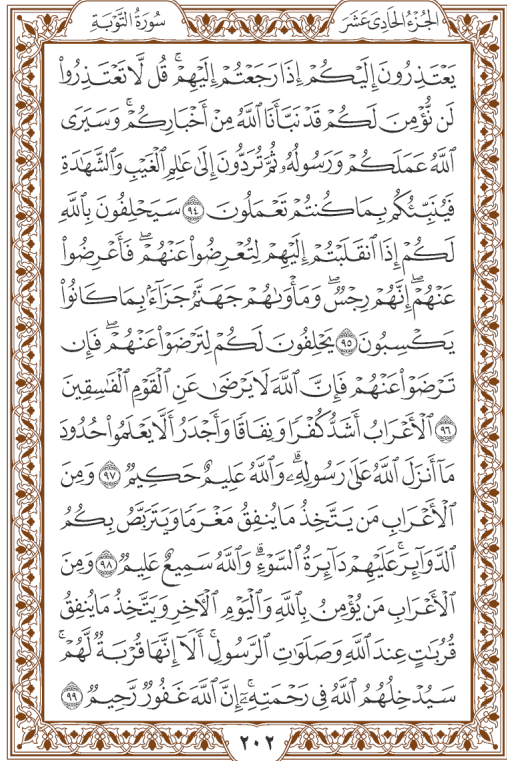 الجُزْءُ الحَادِي عَشَرَ
سُورَةُ التَّوْبَةِ
يَعْتَذِرُونَ إِلَيْكُمْ إِذَا رَجَعْتُمْ إِلَيْهِمْ ۚ قُل لَّا تَعْتَذِرُوا۟
لَن نُّؤْمِنَ لَكُمْ قَدْ نَبَّأَنَا ٱللَّهُ مِنْ أَخْبَارِكُمْ ۚ وَسَيَرَى
ٱللَّهُ عَمَلَكُمْ وَرَسُولُهُۥ ثُمَّ تُرَدُّونَ إِلَىٰ عَٰلِمِ ٱلْغَيْبِ وَٱلشَّهَٰدَةِ
فَيُنَبِّئُكُم بِمَا كُنتُمْ تَعْمَلُونَ ٩٤ سَيَحْلِفُونَ بِٱللَّهِ
لَكُمْ إِذَا ٱنقَلَبْتُمْ إِلَيْهِمْ لِتُعْرِضُوا۟ عَنْهُمْ ۖ فَأَعْرِضُوا۟
عَنْهُمْ ۖ إِنَّهُمْ رِجْسٌ ۖ وَمَأْوَىٰهُمْ جَهَنَّمُ جَزَآءًۢ بِمَا كَانُوا۟
يَكْسِبُونَ ٩٥ يَحْلِفُونَ لَكُمْ لِتَرْضَوْا۟ عَنْهُمْ ۖ فَإِن
تَرْضَوْا۟ عَنْهُمْ فَإِنَّ ٱللَّهَ لَا يَرْضَىٰ عَنِ ٱلْقَوْمِ ٱلْفَٰسِقِينَ
٩٦ ٱلْأَعْرَابُ أَشَدُّ كُفْرًا وَنِفَاقًا وَأَجْدَرُ أَلَّا يَعْلَمُوا۟ حُدُودَ
مَآ أَنزَلَ ٱللَّهُ عَلَىٰ رَسُولِهِۦ ۗ وَٱللَّهُ عَلِيمٌ حَكِيمٌ ٩٧ وَمِنَ
ٱلْأَعْرَابِ مَن يَتَّخِذُ مَا يُنفِقُ مَغْرَمًا وَيَتَرَبَّصُ بِكُمُ
ٱلدَّوَآئِرَ ۚ عَلَيْهِمْ دَآئِرَةُ ٱلسَّوْءِ ۗ وَٱللَّهُ سَمِيعٌ عَلِيمٌ ٩٨ وَمِنَ
ٱلْأَعْرَابِ مَن يُؤْمِنُ بِٱللَّهِ وَٱلْيَوْمِ ٱلْءَاخِرِ وَيَتَّخِذُ مَا يُنفِقُ
قُرُبَٰتٍ عِندَ ٱللَّهِ وَصَلَوَٰتِ ٱلرَّسُولِ ۚ أَلَآ إِنَّهَا قُرْبَةٌ لَّهُمْ ۚ
سَيُدْخِلُهُمُ ٱللَّهُ فِى رَحْمَتِهِۦٓ ۗ إِنَّ ٱللَّهَ غَفُورٌ رَّحِيمٌ ٩٩
٢٠٢